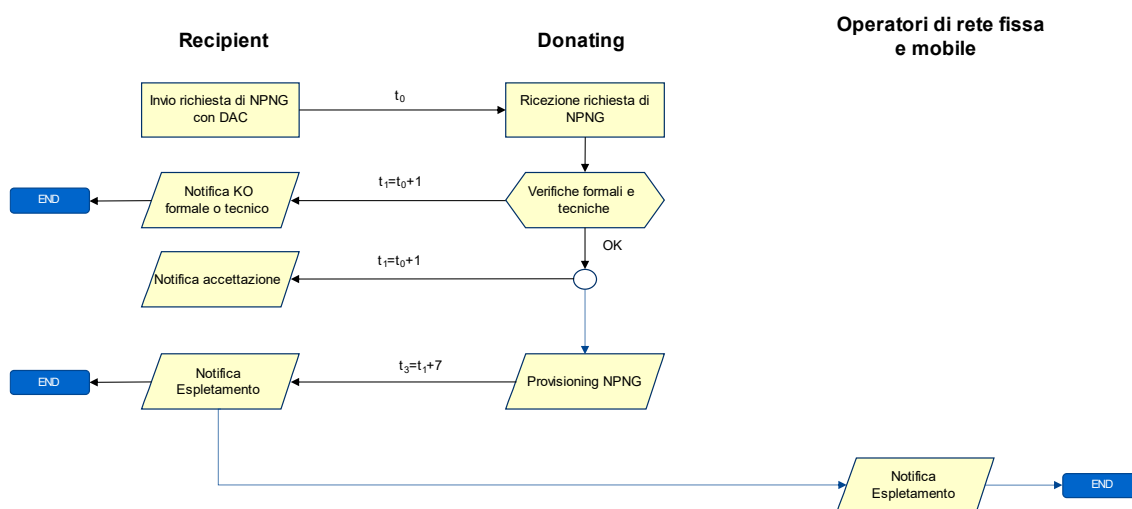 Operatori di rete fissa
e mobile
Recipient
Donating
Invio richiesta di NPNG
con DAC
t₀
Ricezione richiesta di
NPNG
END
Notifica KO
formale o tecnico
t₁=t₀+1
Verifiche formali e
tecniche
OK
Notifica accettazione
t₁=t₀+1
END
Notifica
Espletamento
t₃=t₁+7
Provisioning NPNG
Notifica
Espletamento
END